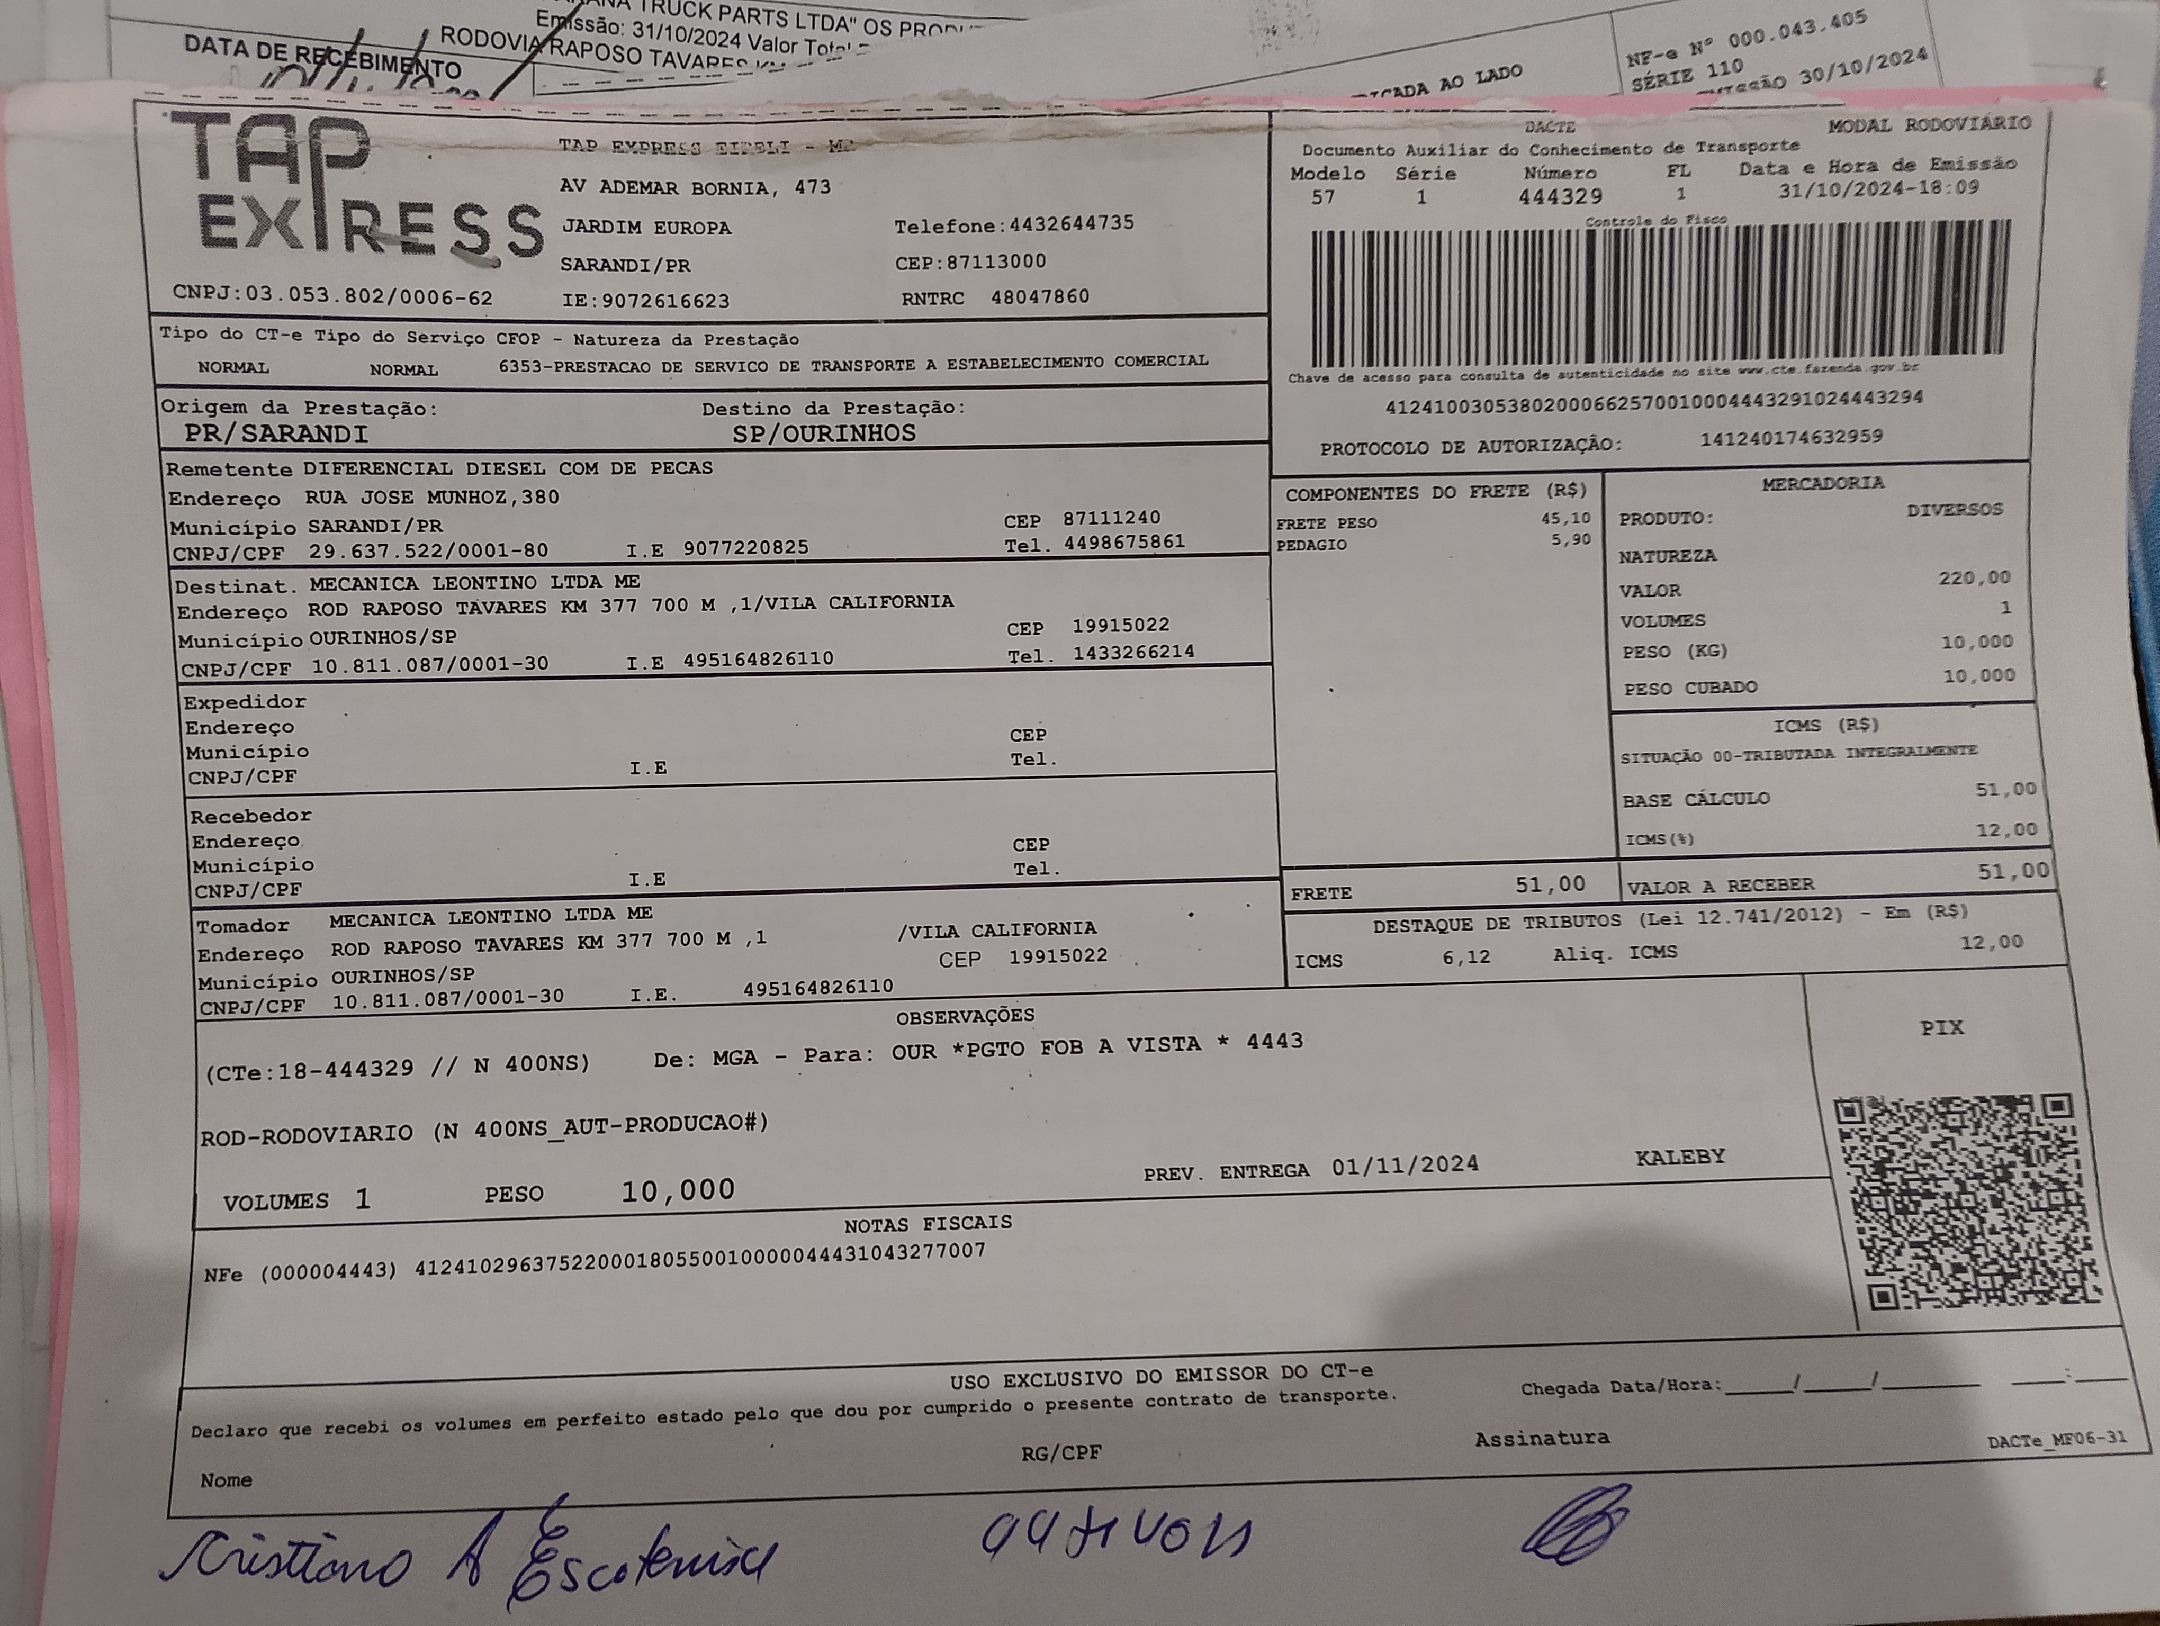 TRUCK PARTS LTDA" OS
Emissão: 31/10/2024 Valor Total
RODOVIA RAPOSO TAVARES KM
DATA DE RECEBIMENTO
AO LADO
NF-e Nº 000.043.405
SÉRIE 110
30/10/2024
TAP EXPRESS
TAP EXPRESS EIRELI - ME
AV ADEMAR BORNIA, 473
JARDIM EUROPA Telefone:4432644735
SARANDI/PR CEP:87113000
CNPJ:03.053.802/0006-62 IE:9072616623 RNTRC 48047860
DACTE MODAL RODOVIÁRIO
Documento Auxiliar do Conhecimento de Transporte
Modelo Série Número FL Data e Hora de Emissão
57 1 444329 1 31/10/2024-18:09
Controle do Fisco
Chave de acesso para consulta de autenticidade no site www.cte.fazenda.gov.br
41241003053802000662570010004443291024443294
PROTOCOLO DE AUTORIZAÇÃO: 141240174632959
Tipo do CT-e Tipo do Serviço CFOP - Natureza da Prestação
NORMAL NORMAL 6353-PRESTACAO DE SERVICO DE TRANSPORTE A ESTABELECIMENTO COMERCIAL
Origem da Prestação: Destino da Prestação:
PR/SARANDI SP/OURINHOS
Remetente DIFERENCIAL DIESEL COM DE PECAS
Endereço RUA JOSE MUNHOZ,380
Município SARANDI/PR CEP 87111240
CNPJ/CPF 29.637.522/0001-80 I.E 9077220825 Tel. 4498675861
Destinat. MECANICA LEONTINO LTDA ME
Endereço ROD RAPOSO TAVARES KM 377 700 M ,1/VILA CALIFORNIA
Município OURINHOS/SP CEP 19915022
CNPJ/CPF 10.811.087/0001-30 I.E 495164826110 Tel. 1433266214
Expedidor
Endereço
Município CEP
CNPJ/CPF I.E Tel.
Recebedor
Endereço
Município CEP
CNPJ/CPF I.E Tel.
Tomador MECANICA LEONTINO LTDA ME
Endereço ROD RAPOSO TAVARES KM 377 700 M ,1 /VILA CALIFORNIA
Município OURINHOS/SP CEP 19915022
CNPJ/CPF 10.811.087/0001-30 I.E. 495164826110
COMPONENTES DO FRETE (R$)
FRETE PESO 45,10
PEDAGIO 5,90
MERCADORIA
PRODUTO: DIVERSOS
NATUREZA
VALOR 220,00
VOLUMES 1
PESO (KG) 10,000
PESO CUBADO 10,000
ICMS (R$)
SITUAÇÃO 00-TRIBUTADA INTEGRALMENTE
BASE CÁLCULO 51,00
ICMS(%) 12,00
FRETE 51,00 VALOR A RECEBER 51,00
DESTAQUE DE TRIBUTOS (Lei 12.741/2012) - Em (R$)
ICMS 6,12 Aliq. ICMS 12,00
OBSERVAÇÕES
(CTe:18-444329 // N 400NS) De: MGA - Para: OUR *PGTO FOB A VISTA * 4443
ROD-RODOVIARIO (N 400NS_AUT-PRODUCAO#)
VOLUMES 1 PESO 10,000 PREV. ENTREGA 01/11/2024 KALEBY
PIX
NOTAS FISCAIS
NFe (000004443) 41241029637522000180550010000044431043277007
USO EXCLUSIVO DO EMISSOR DO CT-e
Declaro que recebi os volumes em perfeito estado pelo que dou por cumprido o presente contrato de transporte.
Chegada Data/Hora:_____/_____/_______ ____:____
Nome RG/CPF Assinatura DACTe_MF06-31
Cristiano A